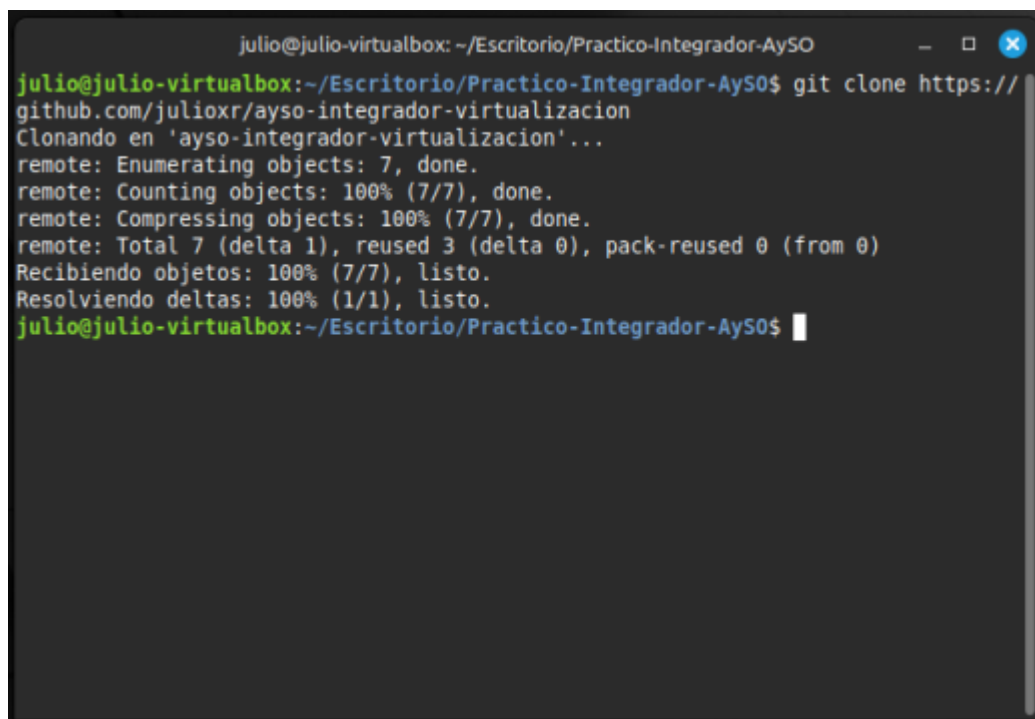 julio@julio-virtualbox: ~/Escritorio/Practico-Integrador-AySO
julio@julio-virtualbox:~/Escritorio/Practico-Integrador-AySO$ git clone https://
github.com/julioxr/ayso-integrador-virtualizacion
Clonando en 'ayso-integrador-virtualizacion'...
remote: Enumerating objects: 7, done.
remote: Counting objects: 100% (7/7), done.
remote: Compressing objects: 100% (7/7), done.
remote: Total 7 (delta 1), reused 3 (delta 0), pack-reused 0 (from 0)
Recibiendo objetos: 100% (7/7), listo.
Resolviendo deltas: 100% (1/1), listo.
julio@julio-virtualbox:~/Escritorio/Practico-Integrador-AySO$